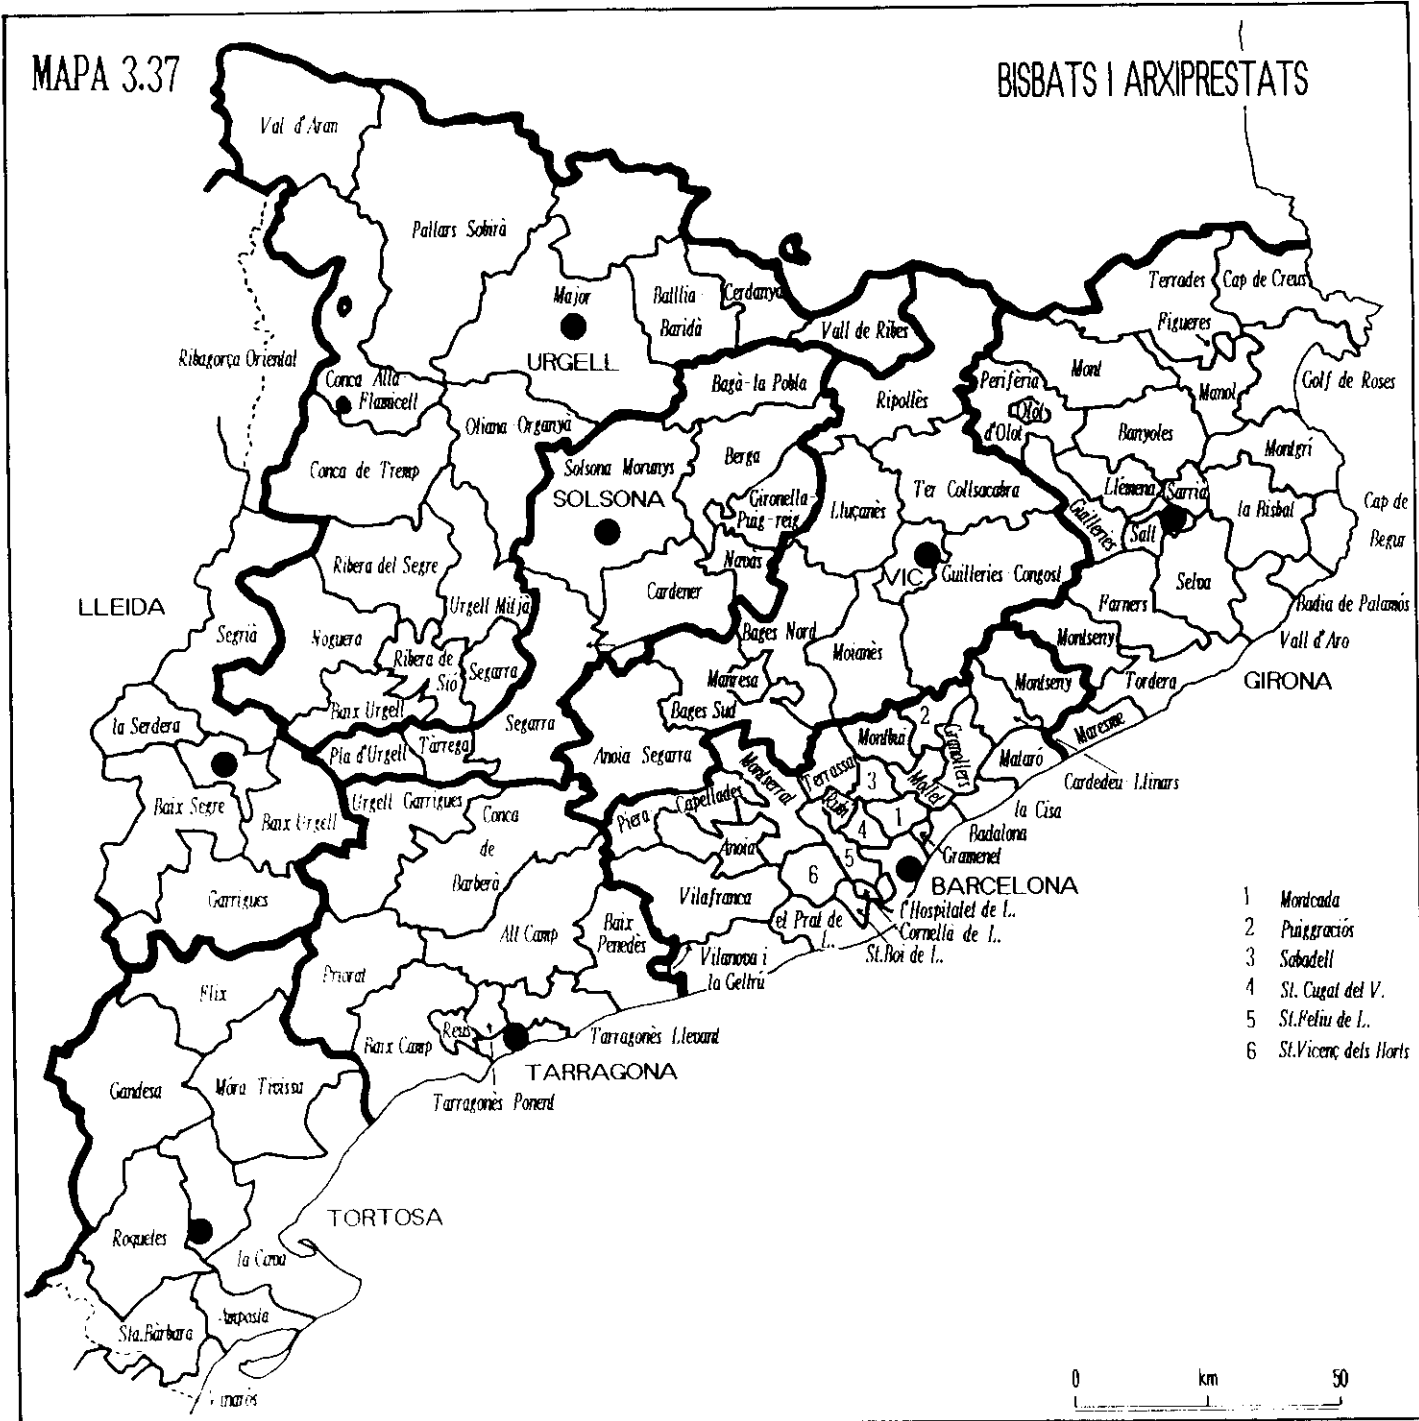 MAPA 3.37
BISBATS I ARXIPRESTATS
Val d'Aran
Pallars Sobirà
Major
URGELL
Batllia-
Baridà
Cerdanya
Vall de Ribes
Terrades
Cap de Creus
Figueres
Ribagorça Oriental
Conca Alta
Flamicell
Oliana-Organyà
Bagà-la Pobla
Ripollès
Perifèria
d'Olot
Olot
Mont
Manol
Golf de Roses
Banyoles
Montgrí
Conca de Tremp
Solsona Morunys
SOLSONA
Berga
Gironella-
Puig-reig
Lluçanès
Ter Collsacabra
Llémena
Sarrià
Salt
Guilleries
la Bisbal
Cap de
Begur
Ribera del Segre
Navàs
Cardener
VIC
Guilleries Congost
Selva
Farners
Badia de Palamós
Vall d'Aro
LLEIDA
Segrià
Noguera
Urgell Mitjà
Ribera de
Sió
Segarra
Bages Nord
Moianès
Montseny
Montseny
Tordera
GIRONA
la Serdera
Baix Urgell
Manresa
Bages Sud
Segarra
Anoia Segarra
Pla d'Urgell
Tàrrega
Montbui
2
Granollers
Mataró
Maresme
Cardedeu Llinars
Montserrat
Terrassa
3
Mollet
la Cisa
Baix Segre
Baix Urgell
Urgell Garrigues
Conca
de
Barberà
Piera
Capellades
Anoia
Rubí
4
1
5
6
Badalona
Gramenet
BARCELONA
Garrigues
Vilafranca
l'Hospitalet de L.
Cornellà de L.
St.Boi de L.
el Prat de
L.
Alt Camp
Baix
Penedès
Vilanova i
la Geltrú
Flix
Priorat
Baix Camp
Reus
Tarragonès Llevant
TARRAGONA
Tarragonès Ponent
Gandesa
Móra Tivissa
TORTOSA
Roquetes
la Cava
Amposta
Sta.Bàrbara
1 Montcada
2 Puiggraciós
3 Sabadell
4 St. Cugat del V.
5 St.Feliu de L.
6 St.Vicenç dels Horts
0 km 50